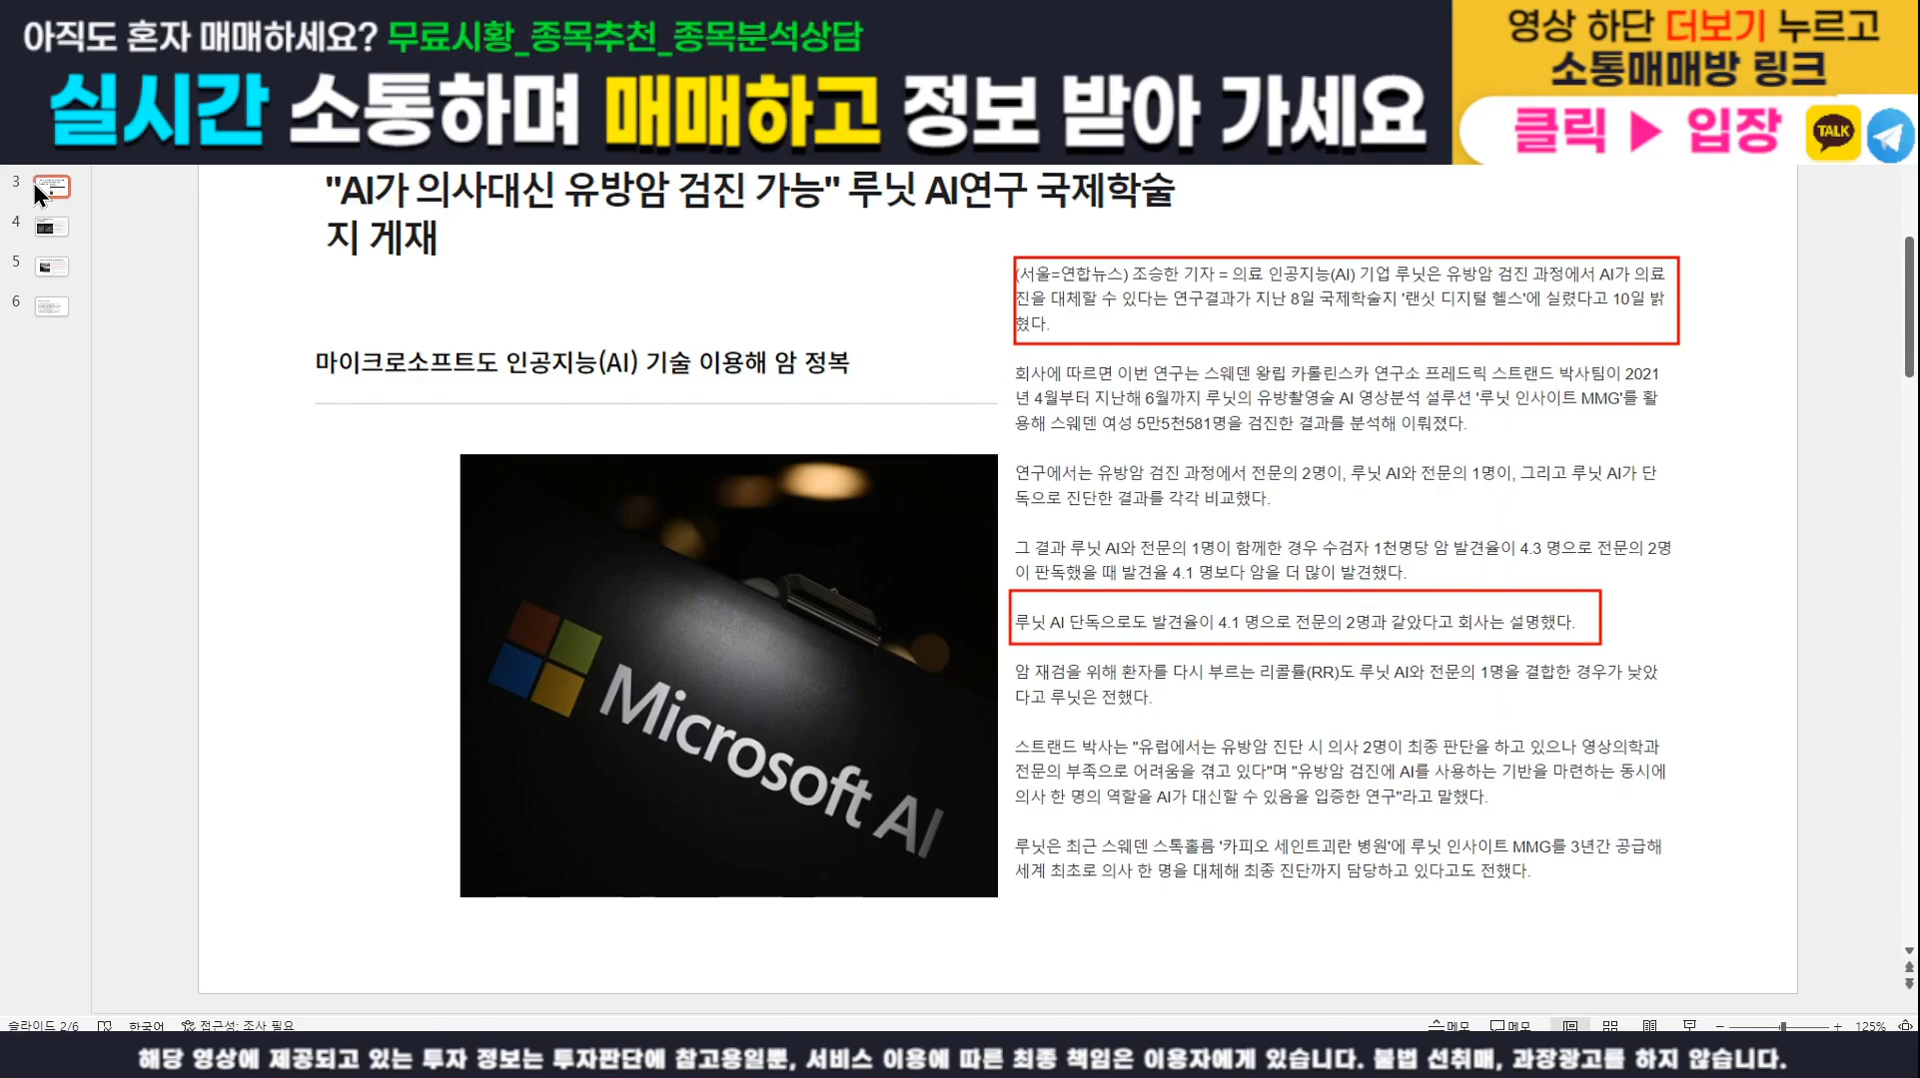 아직도 혼자 매매하세요? 무료시황_종목추천_종목분석상담
실시간 소통하며 매매하고 정보 받아 가세요
영상 하단 더보기 누르고
소통매매방 링크
클릭 ▶ 입장
TALK
3
4
5
6
"AI가 의사대신 유방암 검진 가능" 루닛 AI연구 국제학술
지 게재
마이크로소프트도 인공지능(AI) 기술 이용해 암 정복
Microsoft AI
(서울=연합뉴스) 조승한 기자 = 의료 인공지능(AI) 기업 루닛은 유방암 검진 과정에서 AI가 의료
진을 대체할 수 있다는 연구결과가 지난 8일 국제학술지 '랜싯 디지털 헬스'에 실렸다고 10일 밝
혔다.
회사에 따르면 이번 연구는 스웨덴 왕립 카롤린스카 연구소 프레드릭 스트랜드 박사팀이 2021
년 4월부터 지난해 6월까지 루닛의 유방촬영술 AI 영상분석 설루션 '루닛 인사이트 MMG'를 활
용해 스웨덴 여성 5만5천581명을 검진한 결과를 분석해 이뤄졌다.
연구에서는 유방암 검진 과정에서 전문의 2명이, 루닛 AI와 전문의 1명이, 그리고 루닛 AI가 단
독으로 진단한 결과를 각각 비교했다.
그 결과 루닛 AI와 전문의 1명이 함께한 경우 수검자 1천명당 암 발견율이 4.3 명으로 전문의 2명
이 판독했을 때 발견율 4.1 명보다 암을 더 많이 발견했다.
루닛 AI 단독으로도 발견율이 4.1 명으로 전문의 2명과 같았다고 회사는 설명했다.
암 재검을 위해 환자를 다시 부르는 리콜률(RR)도 루닛 AI와 전문의 1명을 결합한 경우가 낮았
다고 루닛은 전했다.
스트랜드 박사는 "유럽에서는 유방암 진단 시 의사 2명이 최종 판단을 하고 있으나 영상의학과
전문의 부족으로 어려움을 겪고 있다"며 "유방암 검진에 AI를 사용하는 기반을 마련하는 동시에
의사 한 명의 역할을 AI가 대신할 수 있음을 입증한 연구"라고 말했다.
루닛은 최근 스웨덴 스톡홀름 '카피오 세인트괴란 병원'에 루닛 인사이트 MMG를 3년간 공급해
세계 최초로 의사 한 명을 대체해 최종 진단까지 담당하고 있다고도 전했다.
슬라이드 2/6 한국어 접근성: 조사 필요 메모 메모 125%
해당 영상에 제공되고 있는 투자 정보는 투자판단에 참고용일뿐, 서비스 이용에 따른 최종 책임은 이용자에게 있습니다. 불법 선취매, 과장광고를 하지 않습니다.